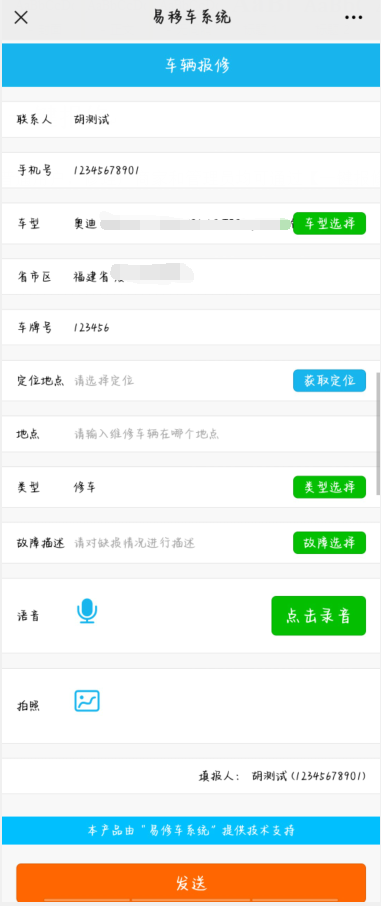 易移车系统
车辆报修
联系人 胡测试
手机号 12345678901
车型 奥迪 车型选择
省市区 福建省
车牌号 123456
定位地点 请选择定位 获取定位
地点 请输入维修车辆在哪个地点
类型 修车 类型选择
故障描述 请对缺损情况进行描述 故障选择
语音 点击录音
拍照
填报人: 胡测试(12345678901)
本产品由“易修车系统”提供技术支持
发送